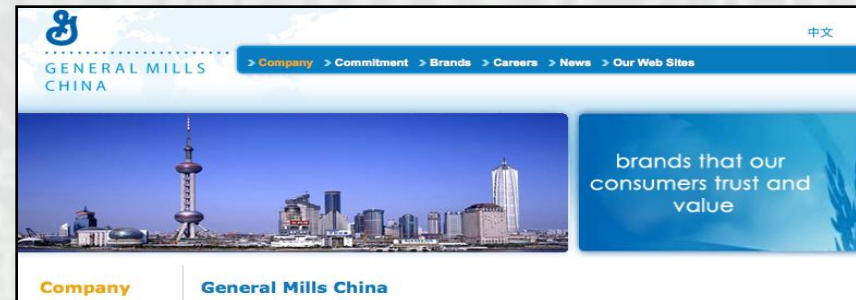 中文
GENERAL MILLS
CHINA
> Company > Commitment > Brands > Careers > News > Our Web Sites
brands that our
consumers trust and
value
Company
General Mills China